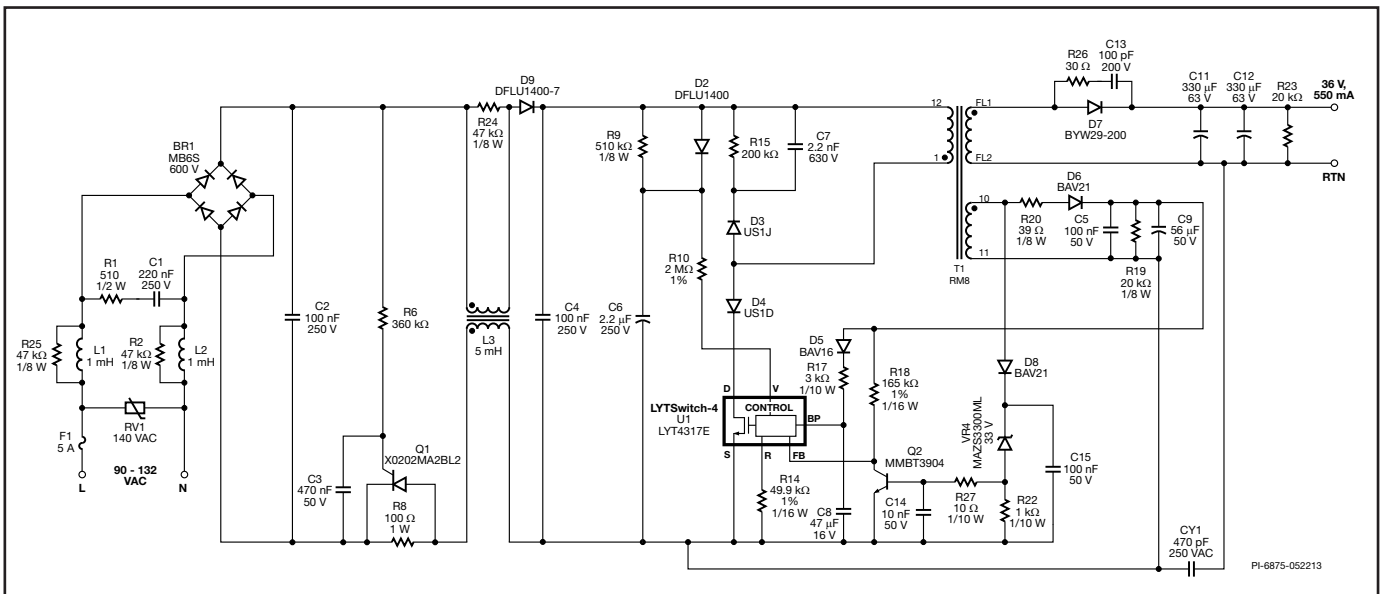 D9
DFLU1400-7
D2
DFLU1400
R26
30 Ω
C13
100 pF
200 V
C11
330 µF
63 V
C12
330 µF
63 V
R23
20 kΩ
36 V,
550 mA
D7
BYW29-200
RTN
BR1
MB6S
600 V
R24
47 kΩ
1/8 W
R9
510 kΩ
1/8 W
R15
200 kΩ
C7
2.2 nF
630 V
12
1
FL1
FL2
10
11
T1
RM8
D6
BAV21
R20
39 Ω
1/8 W
C5
100 nF
50 V
R19
20 kΩ
1/8 W
C9
56 µF
50 V
D3
US1J
R10
2 MΩ
1%
D4
US1D
R1
510
1/2 W
C1
220 nF
250 V
C2
100 nF
250 V
R6
360 kΩ
L3
5 mH
C4
100 nF
250 V
C6
2.2 µF
250 V
R25
47 kΩ
1/8 W
L1
1 mH
R2
47 kΩ
1/8 W
L2
1 mH
RV1
140 VAC
F1
5 A
L
90 - 132
VAC
N
C3
470 nF
50 V
Q1
X0202MA2BL2
R8
100 Ω
1 W
D5
BAV16
R17
3 kΩ
1/10 W
R18
165 kΩ
1%
1/16 W
D8
BAV21
LYTSwitch-4
U1
LYT4317E
D
V
CONTROL
BP
S
R
FB
R14
49.9 kΩ
1%
1/16 W
C8
47 µF
16 V
Q2
MMBT3904
C14
10 nF
50 V
R27
10 Ω
1/10 W
VR4
MAZS3300ML
33 V
R22
1 kΩ
1/10 W
C15
100 nF
50 V
CY1
470 pF
250 VAC
PI-6875-052213